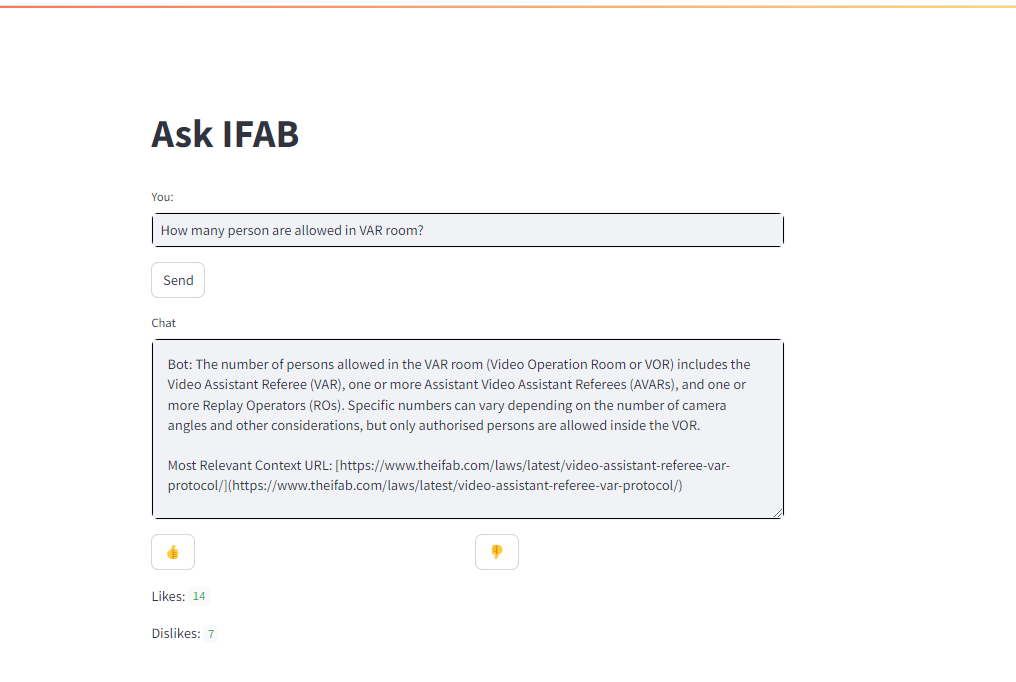 Ask IFAB
You:
How many person are allowed in VAR room?
Send
Chat
Bot: The number of persons allowed in the VAR room (Video Operation Room or VOR) includes the
Video Assistant Referee (VAR), one or more Assistant Video Assistant Referees (AVARs), and one or
more Replay Operators (ROs). Specific numbers can vary depending on the number of camera
angles and other considerations, but only authorised persons are allowed inside the VOR.
Most Relevant Context URL: [https://www.theifab.com/laws/latest/video-assistant-referee-var-
protocol/](https://www.theifab.com/laws/latest/video-assistant-referee-var-protocol/)
👍 👎
Likes: 14
Dislikes: 7